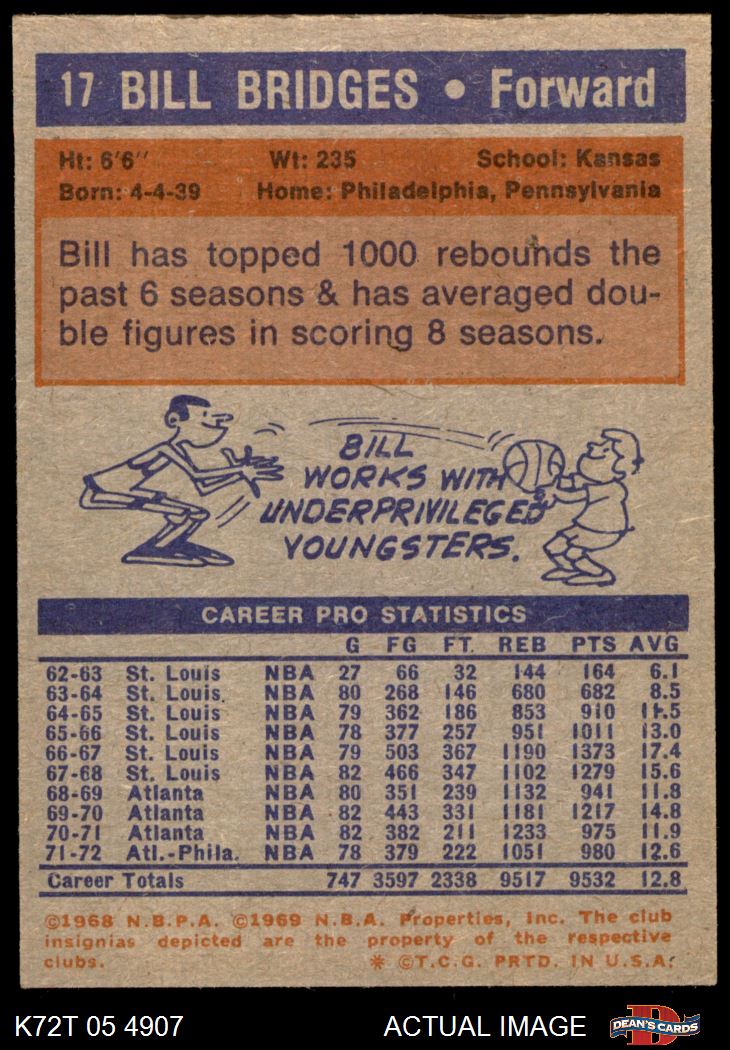 17 BILL BRIDGES • Forward
Ht: 6'6" Wt: 235 School: Kansas
Born: 4-4-39 Home: Philadelphia, Pennsylvania
Bill has topped 1000 rebounds the
past 6 seasons & has averaged dou-
ble figures in scoring 8 seasons.
BILL
WORKS WITH
UNDERPRIVILEGED
YOUNGSTERS.
CAREER PRO STATISTICS
G FG FT. REB PTS AVG
62-63 St. Louis NBA 27 66 32 144 164 6.1
63-64 St. Louis. NBA 80 268 146 680 682 8.5
64-65 St. Louis NBA 79 362 186 853 910 11.5
65-66 St. Louis NBA 78 377 257 951 1011 13.0
66-67 St. Louis NBA 79 503 367 1190 1373 17.4
67-68 St. Louis NBA 82 466 347 1102 1279 15.6
68-69 Atlanta NBA 80 351 239 1132 941 11.8
69-70 Atlanta NBA 82 443 331 1181 1217 14.8
70-71 Atlanta NBA 82 382 211 1233 975 11.9
71-72 Atl.-Phila. NBA 78 379 222 1051 980 12.6
Career Totals 747 3597 2338 9517 9532 12.8
©1968 N.B.P.A. ©1969 N.B.A. Properties, Inc. The club
insignias depicted are the property of the respective
clubs. * ©T.C.G. PRTD. IN U.S.A.
K72T 05 4907 ACTUAL IMAGE D DEAN'S CARDS